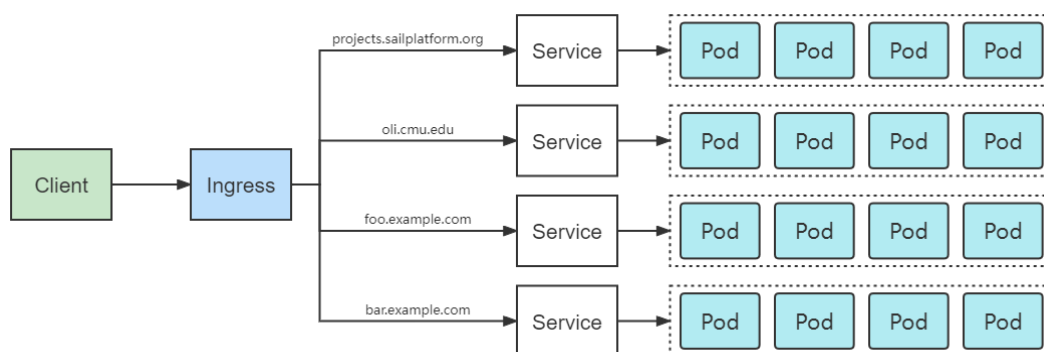 projects.sailplatform.org
Service
Pod Pod Pod Pod
oli.cmu.edu
Service
Pod Pod Pod Pod
Client
Ingress
foo.example.com
Service
Pod Pod Pod Pod
bar.example.com
Service
Pod Pod Pod Pod